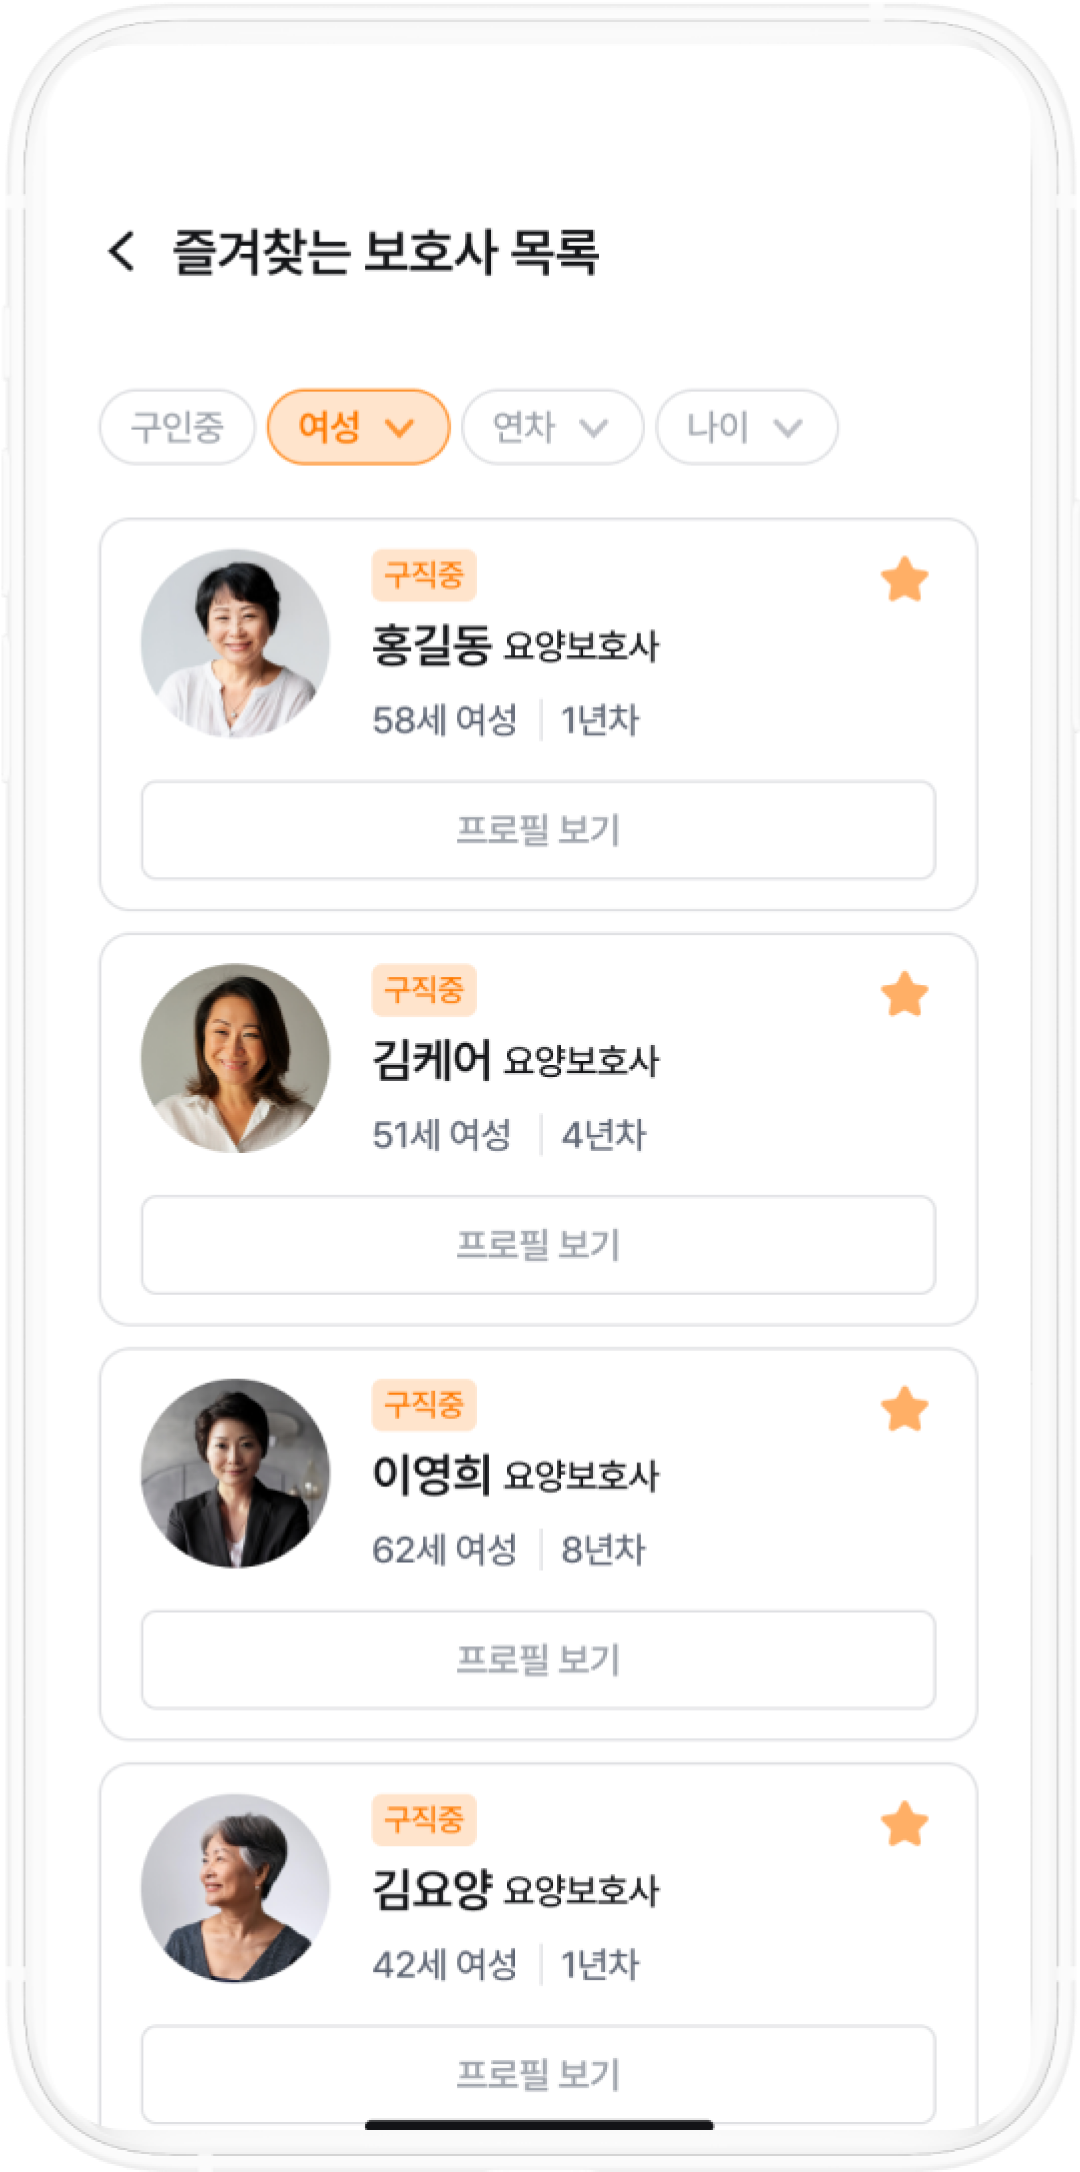 즐겨찾는 보호사 목록
구인중 여성 연차 나이
구직중
홍길동 요양보호사
58세 여성 1년차
프로필 보기
구직중
김케어 요양보호사
51세 여성 4년차
프로필 보기
구직중
이영희 요양보호사
62세 여성 8년차
프로필 보기
구직중
김요양 요양보호사
42세 여성 1년차
프로필 보기